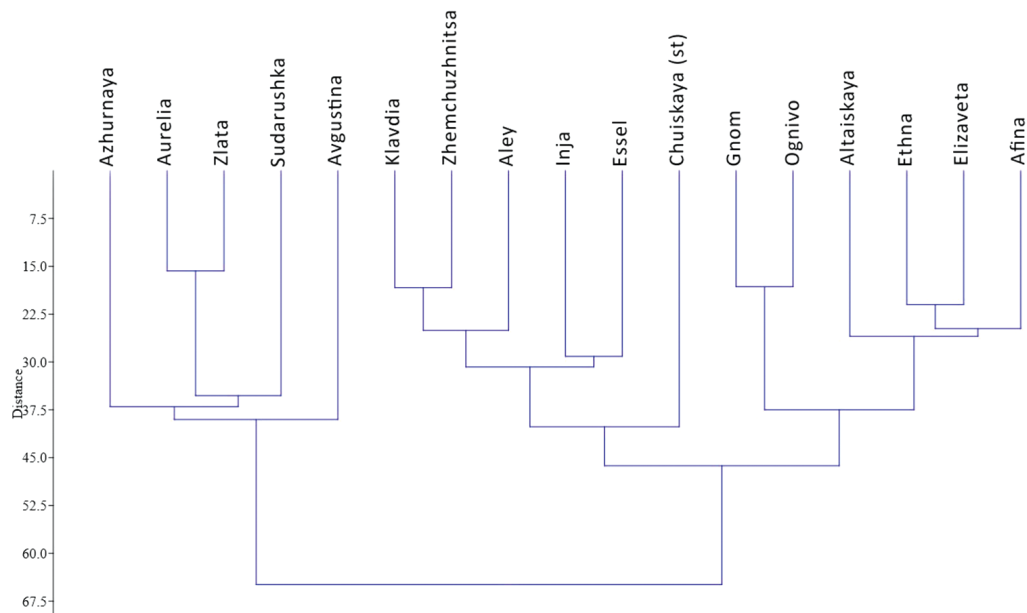 Azhurnaya
Aurelia
Zlata
Sudarushka
Avgustina
Klavdia
Zhemchuzhnitsa
Aley
Inja
Essel
Chuiskaya (st)
Gnom
Ognivo
Altaiskaya
Ethna
Elizaveta
Afina
7.5
15.0
22.5
30.0
Distance
37.5
45.0
52.5
60.0
67.5